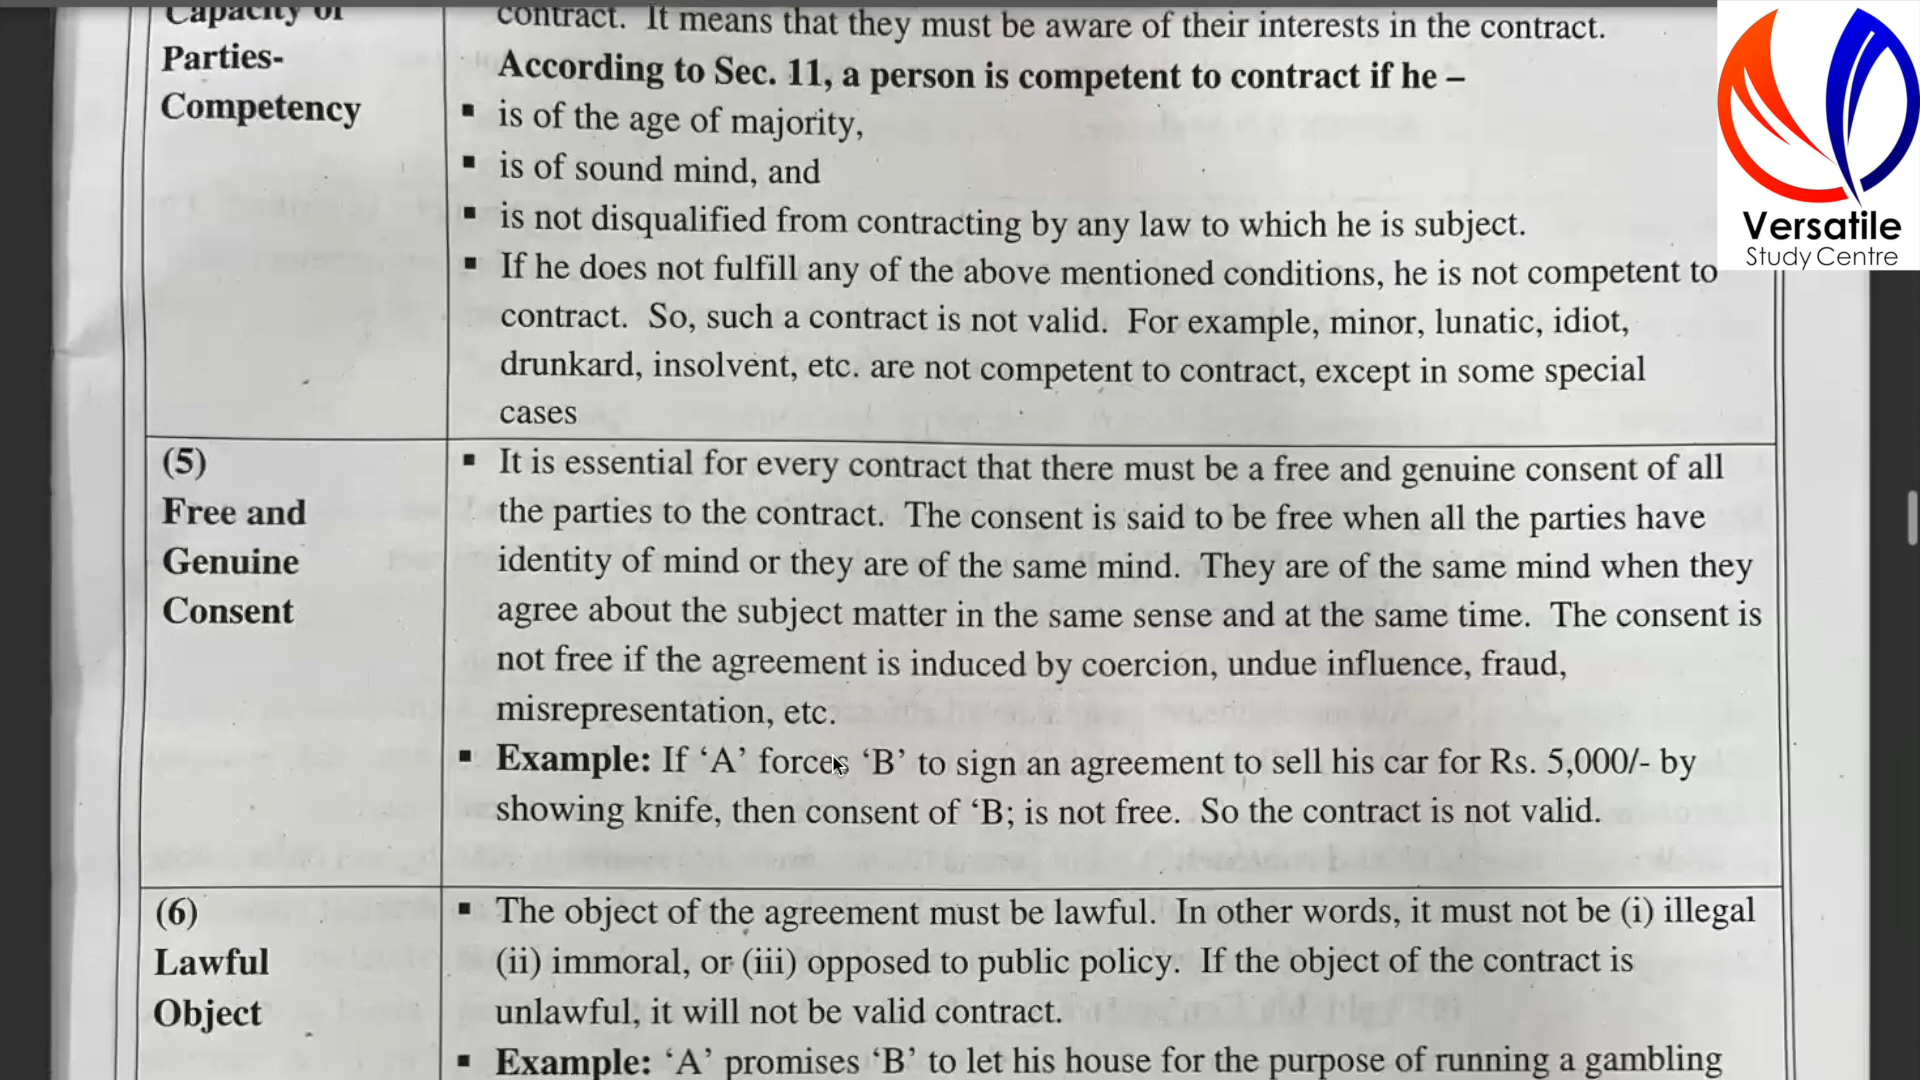 Capacity of
Parties-
Competency
contract. It means that they must be aware of their interests in the contract.
According to Sec. 11, a person is competent to contract if he –
▪ is of the age of majority,
▪ is of sound mind, and
▪ is not disqualified from contracting by any law to which he is subject.
▪ If he does not fulfill any of the above mentioned conditions, he is not competent to
contract. So, such a contract is not valid. For example, minor, lunatic, idiot,
drunkard, insolvent, etc. are not competent to contract, except in some special
cases
(5)
Free and
Genuine
Consent
▪ It is essential for every contract that there must be a free and genuine consent of all
the parties to the contract. The consent is said to be free when all the parties have
identity of mind or they are of the same mind. They are of the same mind when they
agree about the subject matter in the same sense and at the same time. The consent is
not free if the agreement is induced by coercion, undue influence, fraud,
misrepresentation, etc.
▪ Example: If ‘A’ forces ‘B’ to sign an agreement to sell his car for Rs. 5,000/- by
showing knife, then consent of ‘B; is not free. So the contract is not valid.
(6)
Lawful
Object
▪ The object of the agreement must be lawful. In other words, it must not be (i) illegal
(ii) immoral, or (iii) opposed to public policy. If the object of the contract is
unlawful, it will not be valid contract.
▪ Example: ‘A’ promises ‘B’ to let his house for the purpose of running a gambling
Versatile
Study Centre